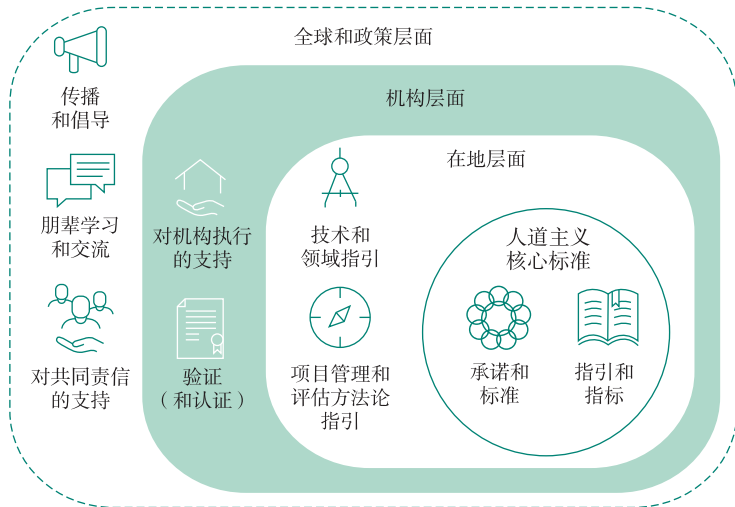 全球和政策层面
传播
和倡导
朋辈学习
和交流
对共同责信
的支持
机构层面
对机构执行
的支持
验证
（和认证）
在地层面
技术和
领域指引
项目管理和
评估方法论
指引
人道主义
核心标准
承诺和
标准
指引和
指标